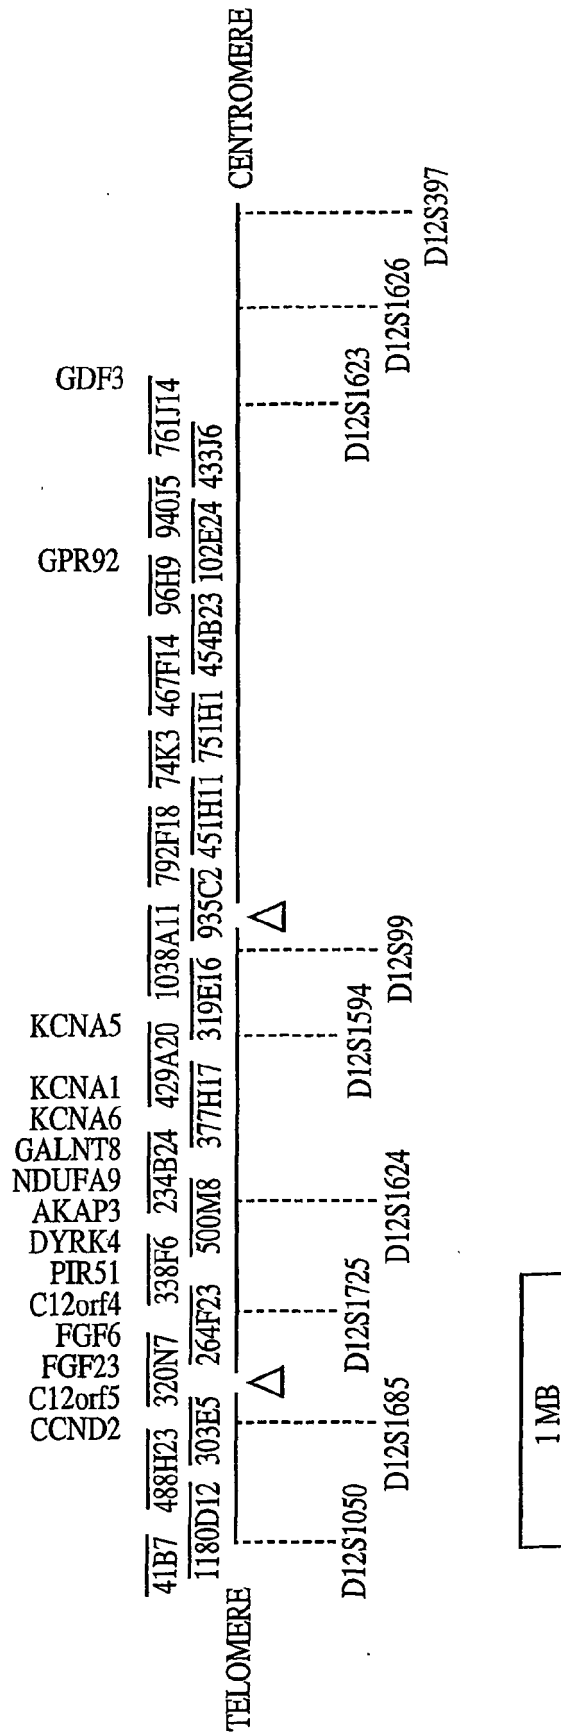 GDF3
GPR92
KCNA5
KCNA1
KCNA6
GALNT8
NDUFA9
AKAP3
DYRK4
PIR51
C12orf4
FGF6
FGF23
C12orf5
CCND2
41B7 488H23 320N7 338F6 234B24 429A20 1038A11 792F18 74K3 467F14 96H9 940J5 761J14
1180D12 303E5 264F23 500M8 377H17 319E16 935C2 451H11 751H1 454B23 102E24 433J6
TELOMERE CENTROMERE
D12S1050
D12S1685
D12S1725
D12S1624
D12S1594
D12S99
D12S1623
D12S1626
D12S397
1 MB